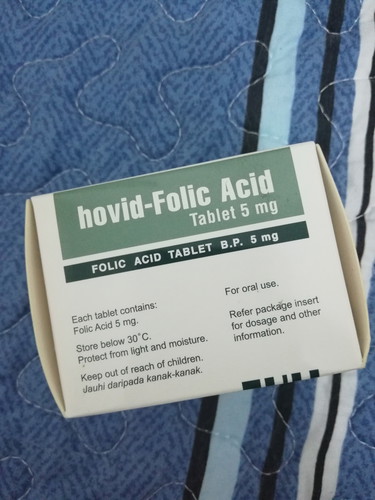 hovid-Folic Acid
Tablet 5 mg
FOLIC ACID TABLET B.P. 5 mg
Each tablet contains:
Folic Acid 5 mg.
Store below 30°C.
Protect from light and moisture.
Keep out of reach of children.
Jauhi daripada kanak-kanak.
For oral use.
Refer package insert
for dosage and other
information.